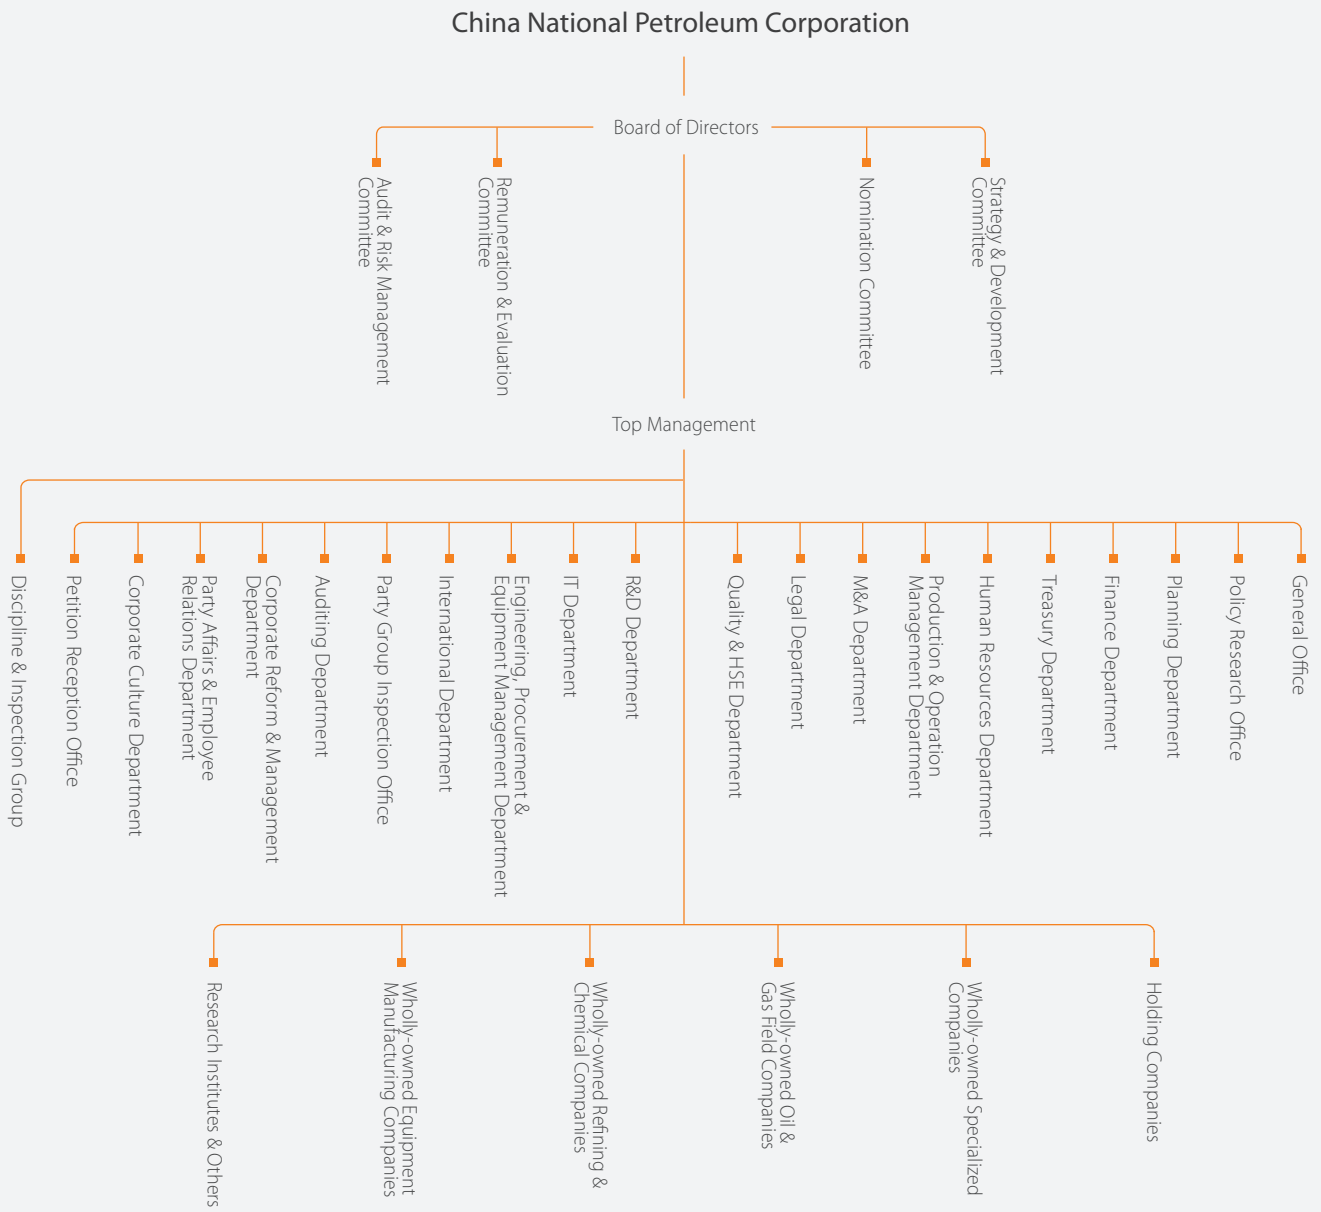 China National Petroleum Corporation
Board of Directors
Audit & Risk Management
Committee
Remuneration & Evaluation
Committee
Nomination Committee
Strategy & Development
Committee
Top Management
Discipline & Inspection Group
Petition Reception Office
Corporate Culture Department
Party Affairs & Employee
Relations Department
Corporate Reform & Management
Department
Auditing Department
Party Group Inspection Office
International Department
Engineering, Procurement &
Equipment Management Department
IT Department
R&D Department
Quality & HSE Department
Legal Department
M&A Department
Production & Operation
Management Department
Human Resources Department
Treasury Department
Finance Department
Planning Department
Policy Research Office
General Office
Research Institutes & Others
Wholly-owned Equipment
Manufacturing Companies
Wholly-owned Refining &
Chemical Companies
Wholly-owned Oil &
Gas Field Companies
Wholly-owned Specialized
Companies
Holding Companies